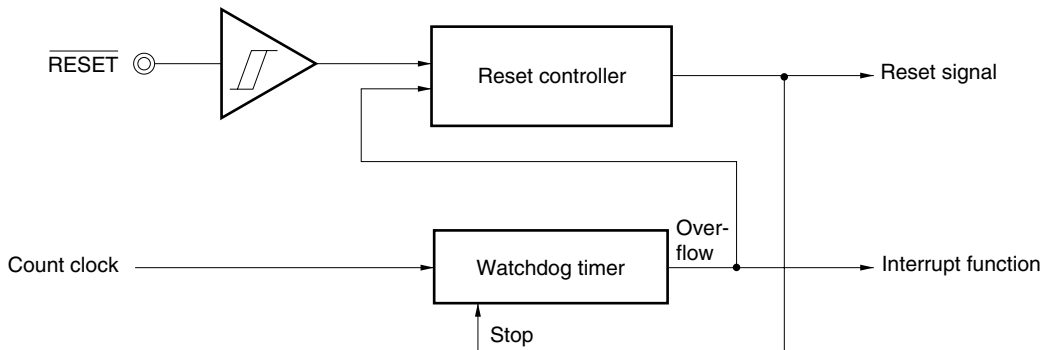 RESET
Reset controller
Reset signal
Over-
flow
Count clock
Watchdog timer
Interrupt function
Stop